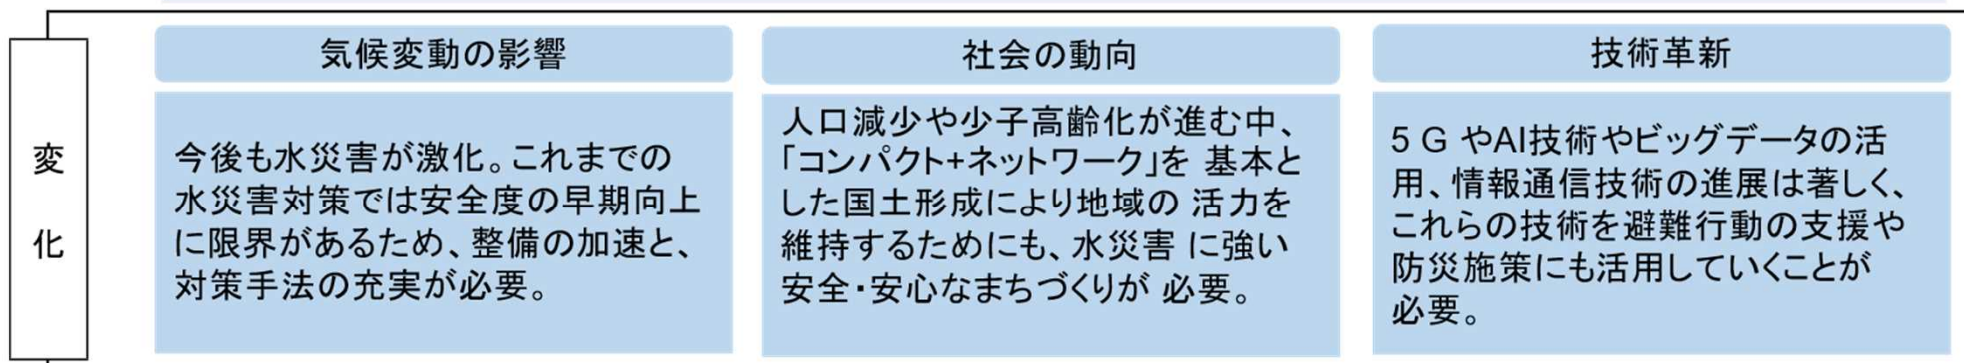 変
化
気候変動の影響
今後も水災害が激化。これまでの
水災害対策では安全度の早期向上
に限界があるため、整備の加速と、
対策手法の充実が必要。
社会の動向
人口減少や少子高齢化が進む中、
「コンパクト+ネットワーク」を 基本と
した国土形成により地域の 活力を
維持するためにも、水災害 に強い
安全・安心なまちづくりが 必要。
技術革新
5 G やAI技術やビッグデータの活
用、情報通信技術の進展は著しく、
これらの技術を避難行動の支援や
防災施策にも活用していくことが
必要。